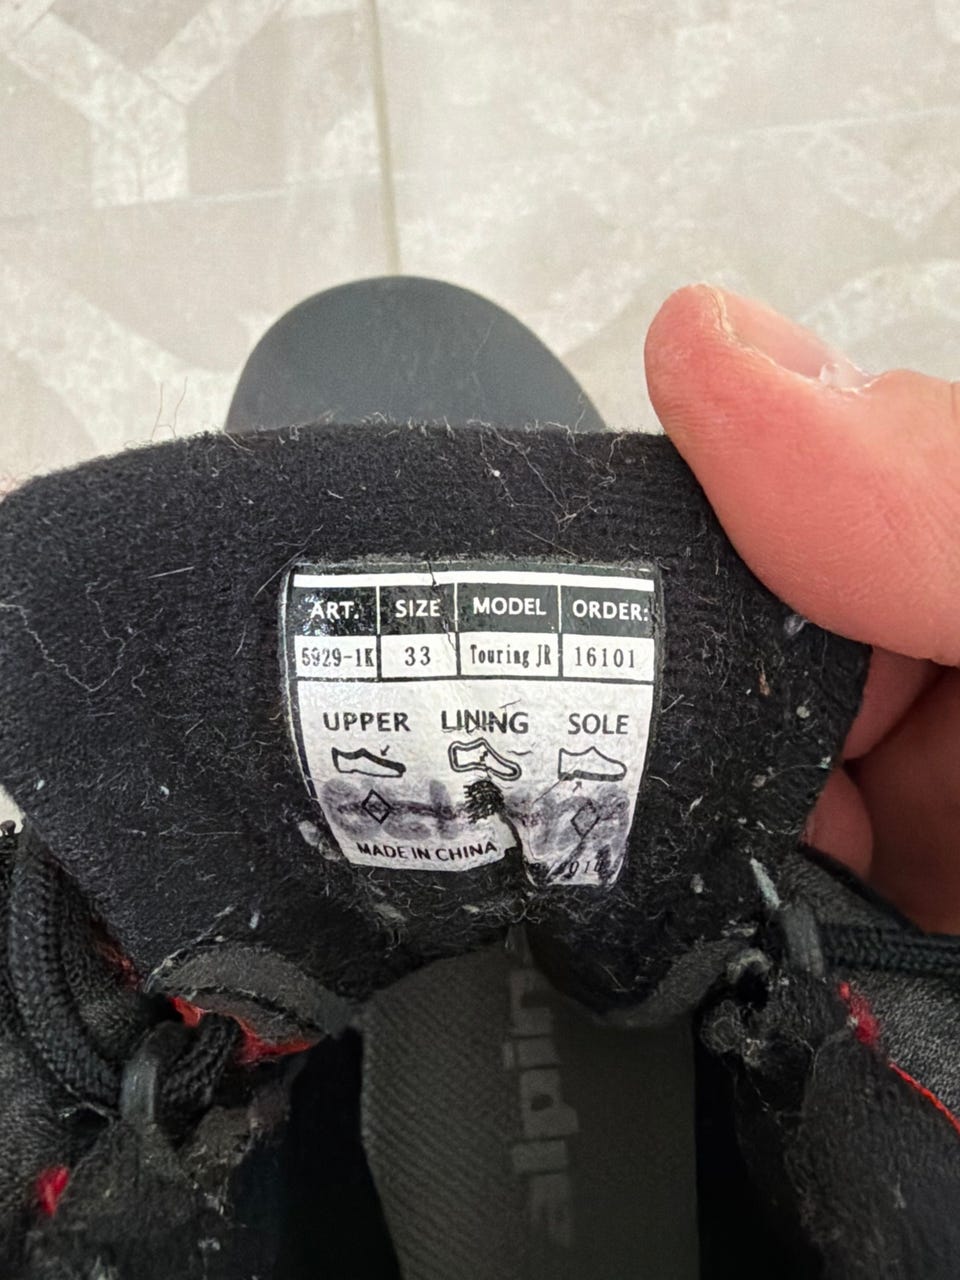 ART. SIZE MODEL ORDER:
5929-1K 33 Touring JR 16101
UPPER LINING SOLE
MADE IN CHINA